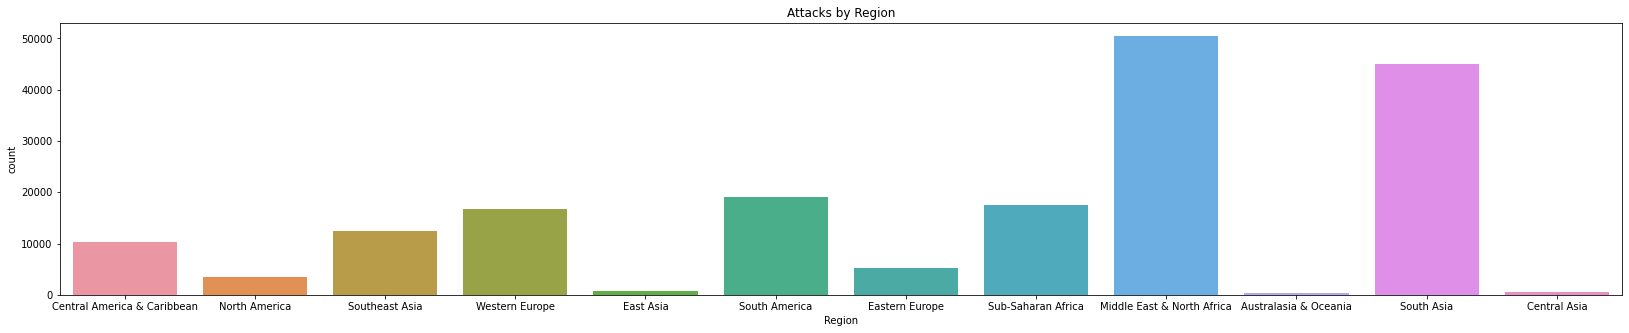 Attacks by Region
50000
40000
30000
20000
10000
0
count
Central America & Caribbean North America Southeast Asia Western Europe East Asia South America Eastern Europe Sub-Saharan Africa Middle East & North Africa Australasia & Oceania South Asia Central Asia
Region